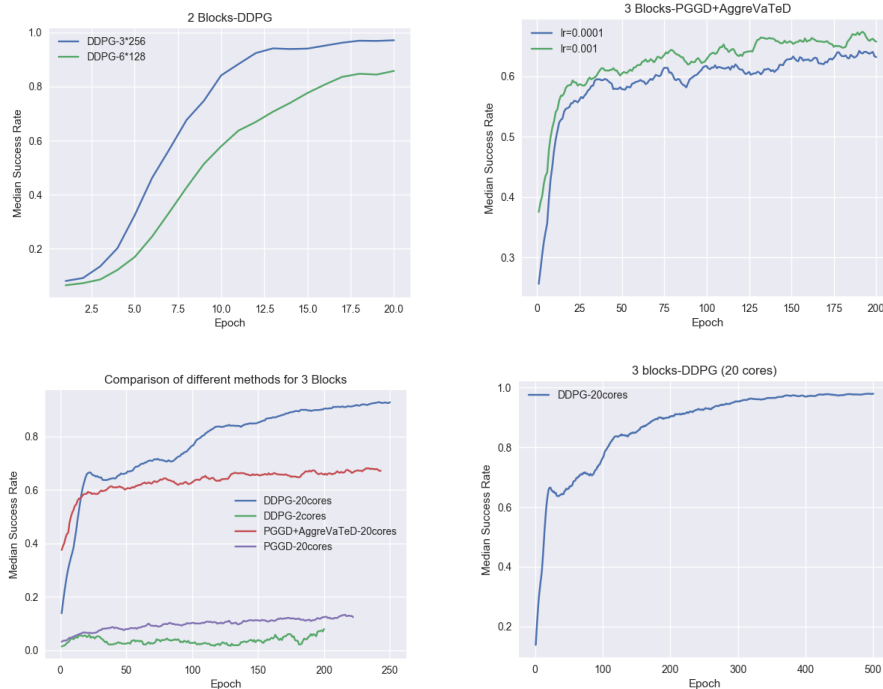 2 Blocks-DDPG
DDPG-3*256
DDPG-6*128
Median Success Rate
1.0
0.8
0.6
0.4
0.2
2.5 5.0 7.5 10.0 12.5 15.0 17.5 20.0
Epoch
3 Blocks-PGGD+AggreVaTeD
lr=0.0001
lr=0.001
Median Success Rate
0.6
0.5
0.4
0.3
0 25 50 75 100 125 150 175 200
Epoch
Comparison of different methods for 3 Blocks
Median Success Rate
0.8
0.6
0.4
0.2
0.0
DDPG-20cores
DDPG-2cores
PGGD+AggreVaTeD-20cores
PGGD-20cores
0 50 100 150 200 250
Epoch
3 blocks-DDPG (20 cores)
DDPG-20cores
Median Success Rate
1.0
0.8
0.6
0.4
0.2
0 100 200 300 400 500
Epoch